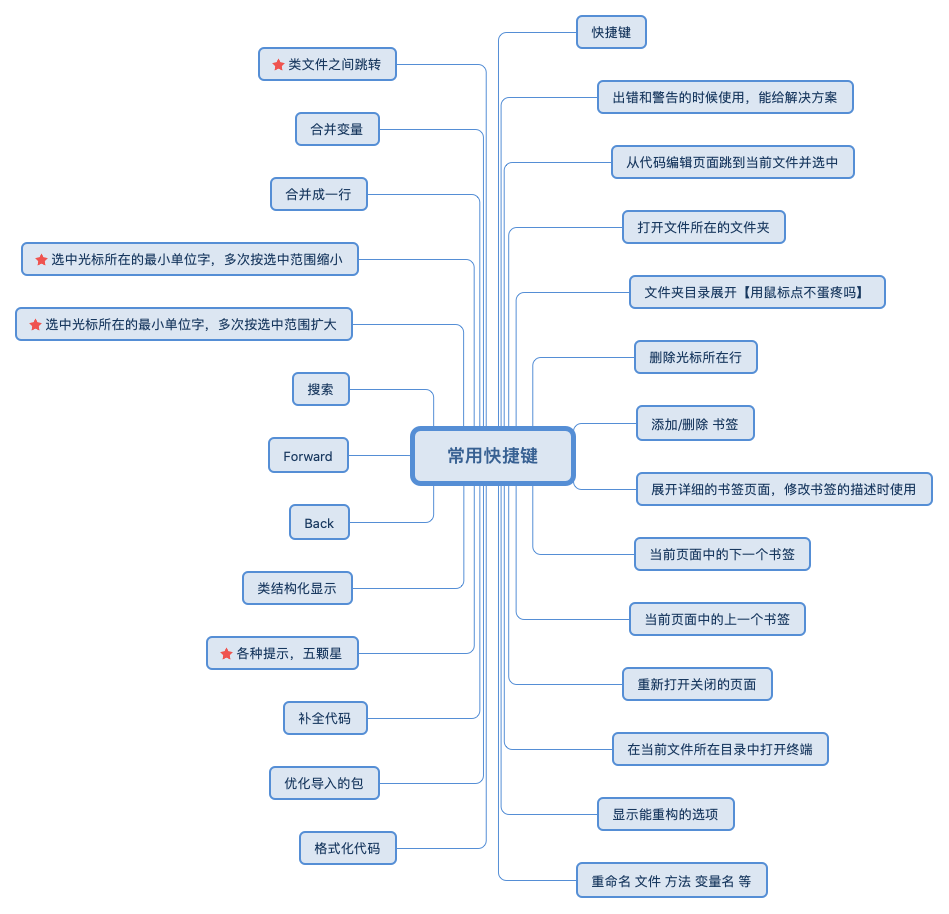 常用快捷键
快捷键
出错和警告的时候使用，能给解决方案
从代码编辑页面跳到当前文件并选中
打开文件所在的文件夹
文件夹目录展开【用鼠标点不蛋疼吗】
删除光标所在行
添加/删除 书签
展开详细的书签页面，修改书签的描述时使用
当前页面中的下一个书签
当前页面中的上一个书签
重新打开关闭的页面
在当前文件所在目录中打开终端
显示能重构的选项
重命名 文件 方法 变量名 等
类文件之间跳转
合并变量
合并成一行
选中光标所在的最小单位字，多次按选中范围缩小
选中光标所在的最小单位字，多次按选中范围扩大
搜索
Forward
Back
类结构化显示
各种提示，五颗星
补全代码
优化导入的包
格式化代码